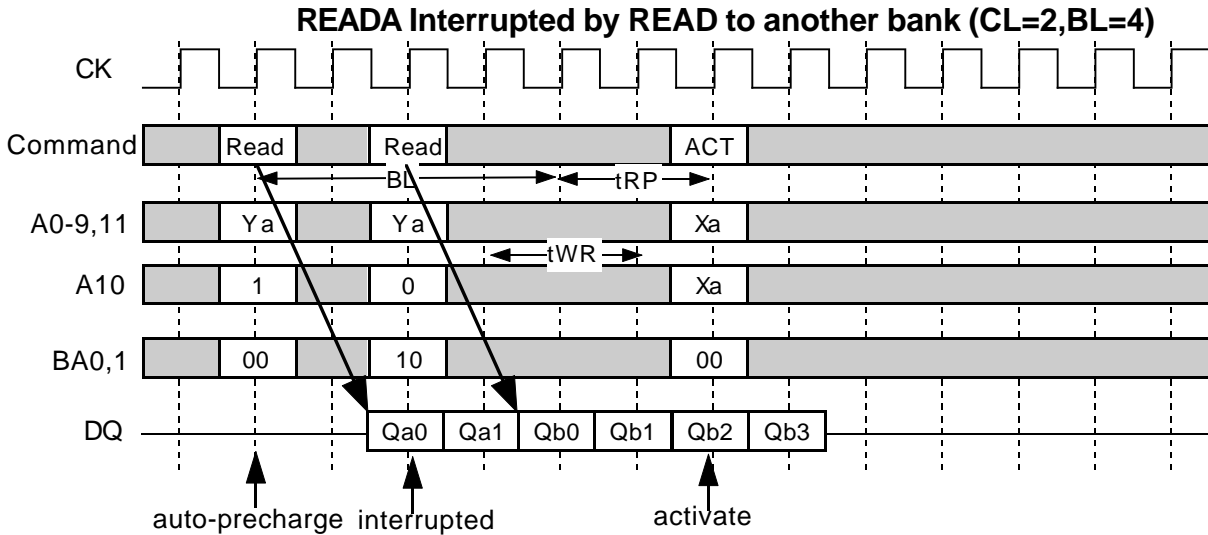 READA Interrupted by READ to another bank (CL=2,BL=4)
CK
Command Read Read ACT
BL tRP
A0-9,11 Ya Ya Xa
tWR
A10 1 0 Xa
BA0,1 00 10 00
DQ Qa0 Qa1 Qb0 Qb1 Qb2 Qb3
auto-precharge interrupted activate